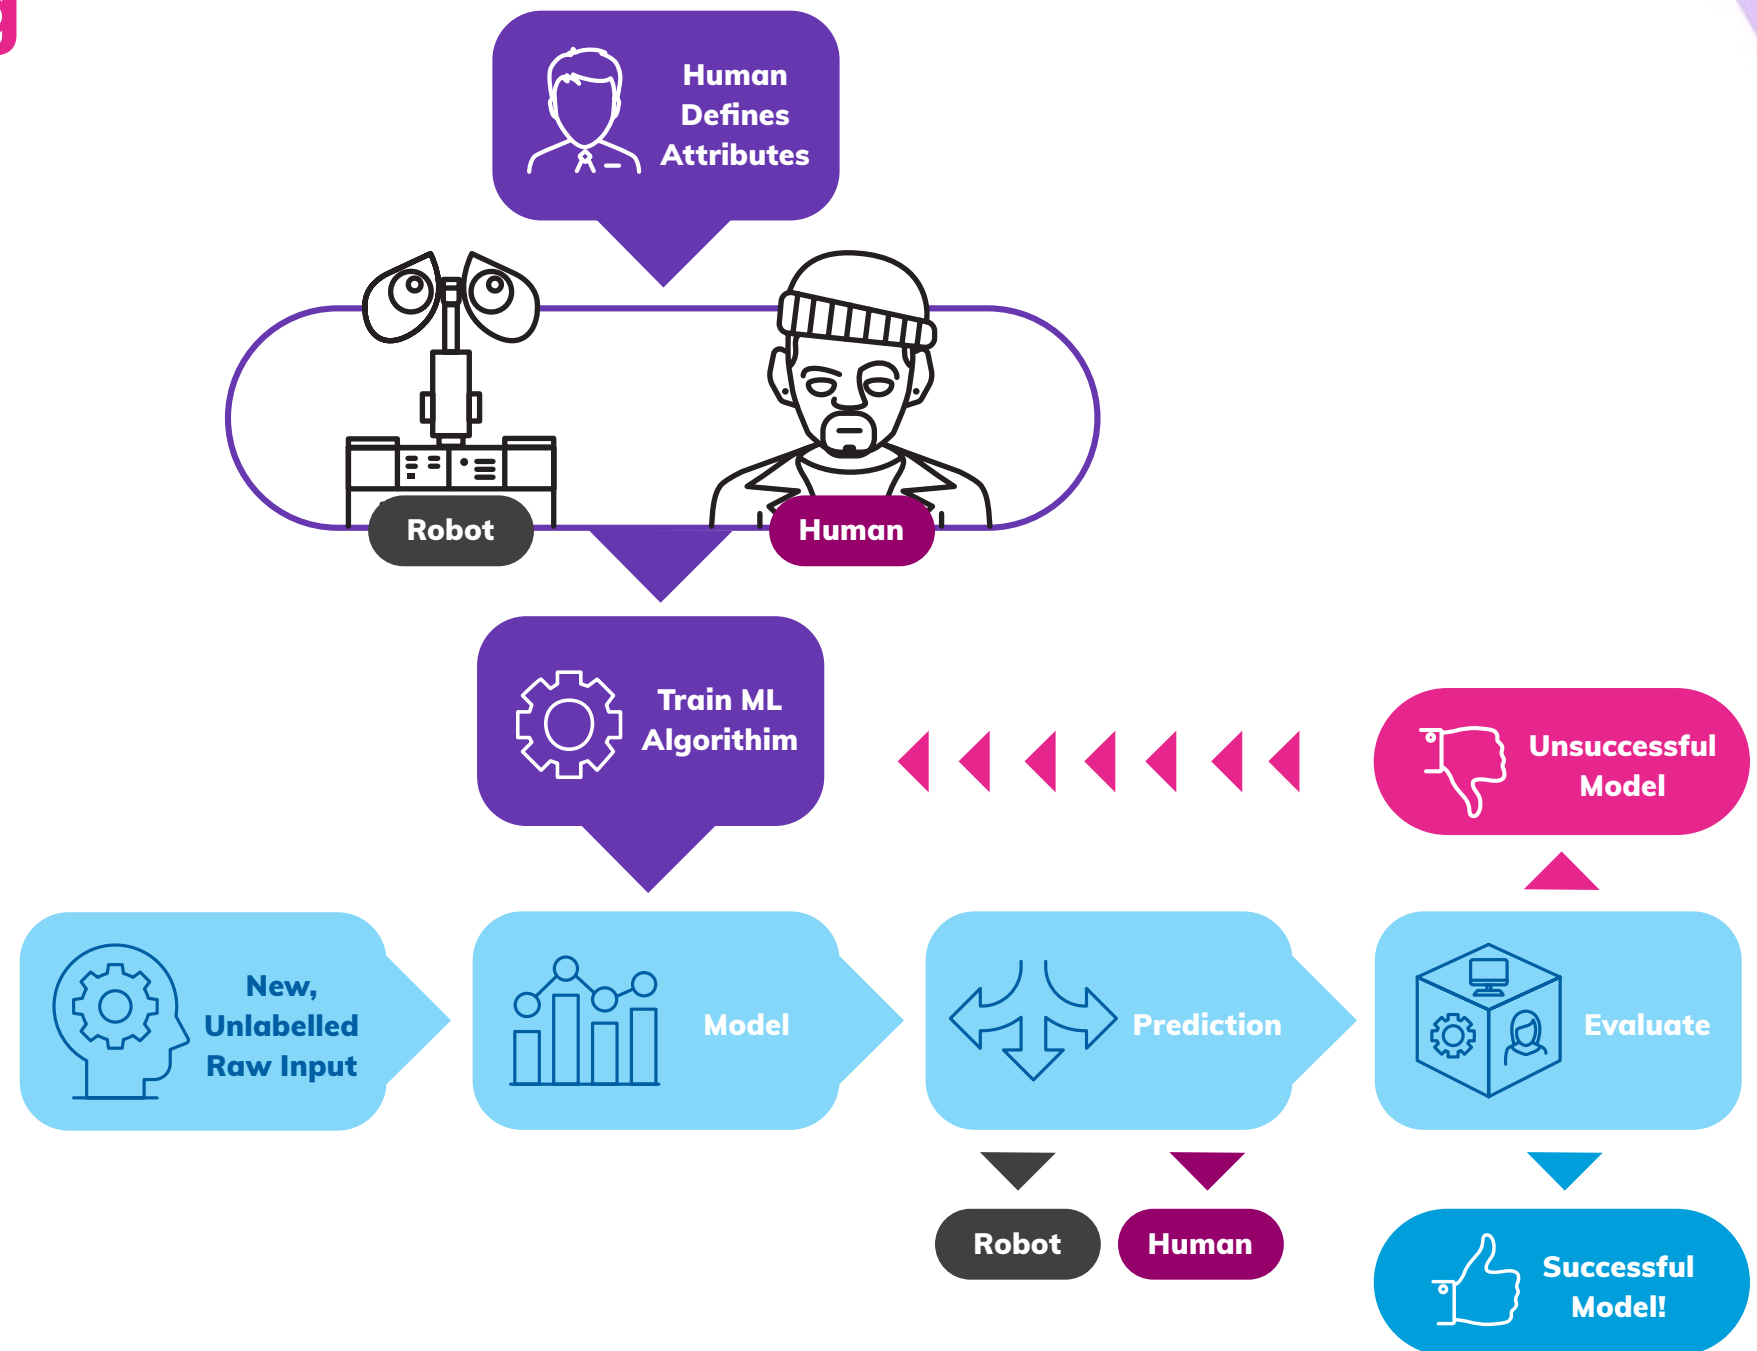 g
Human
Defines
Attributes
Robot
Human
Train ML
Algorithim
Unsuccessful
Model
New,
Unlabelled
Raw Input
Model
Prediction
Evaluate
Robot
Human
Successful
Model!